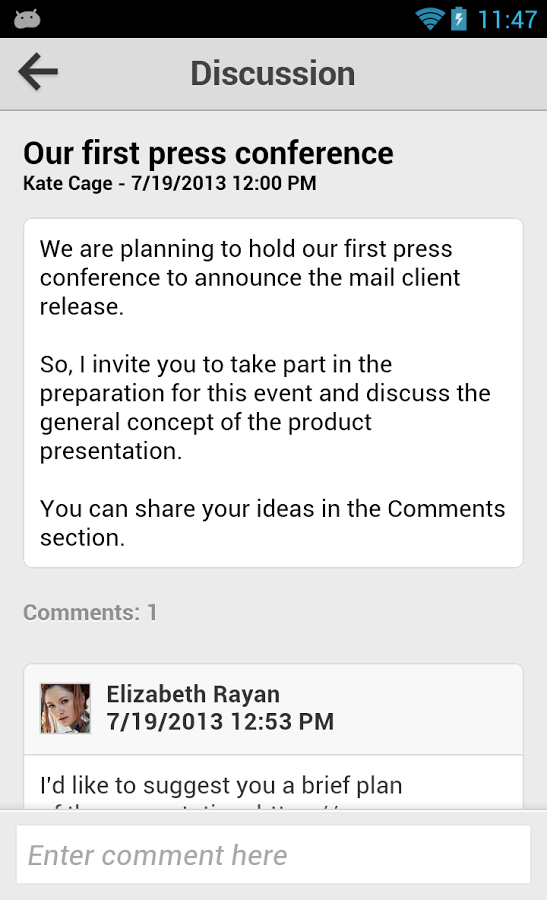 11:47
Discussion
Our first press conference
Kate Cage - 7/19/2013 12:00 PM
We are planning to hold our first press
conference to announce the mail client
release.
So, I invite you to take part in the
preparation for this event and discuss the
general concept of the product
presentation.
You can share your ideas in the Comments
section.
Comments: 1
Elizabeth Rayan
7/19/2013 12:53 PM
I'd like to suggest you a brief plan
Enter comment here